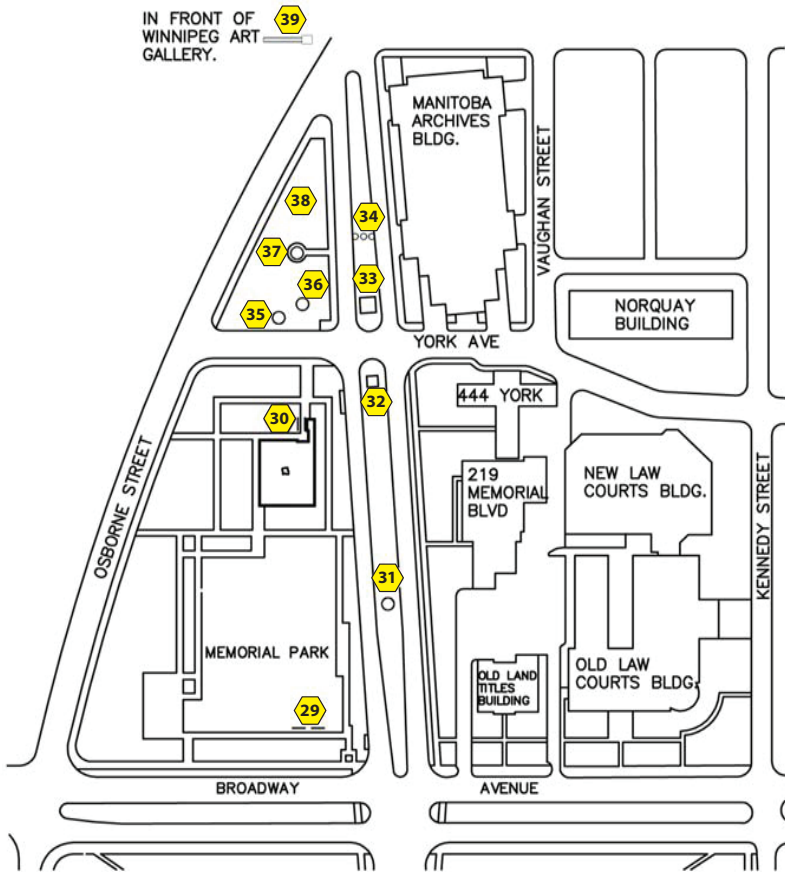 IN FRONT OF
WINNIPEG ART
GALLERY.
39
MANITOBA
ARCHIVES
BLDG.
VAUGHAN STREET
38
34
37
33
36
35
NORQUAY
BUILDING
YORK AVE
444 YORK
32
30
OSBORNE STREET
219
MEMORIAL
BLVD
NEW LAW
COURTS BLDG.
KENNEDY STREET
31
MEMORIAL PARK
OLD LAW
COURTS BLDG.
OLD LAND
TITLES
BUILDING
29
BROADWAY
AVENUE